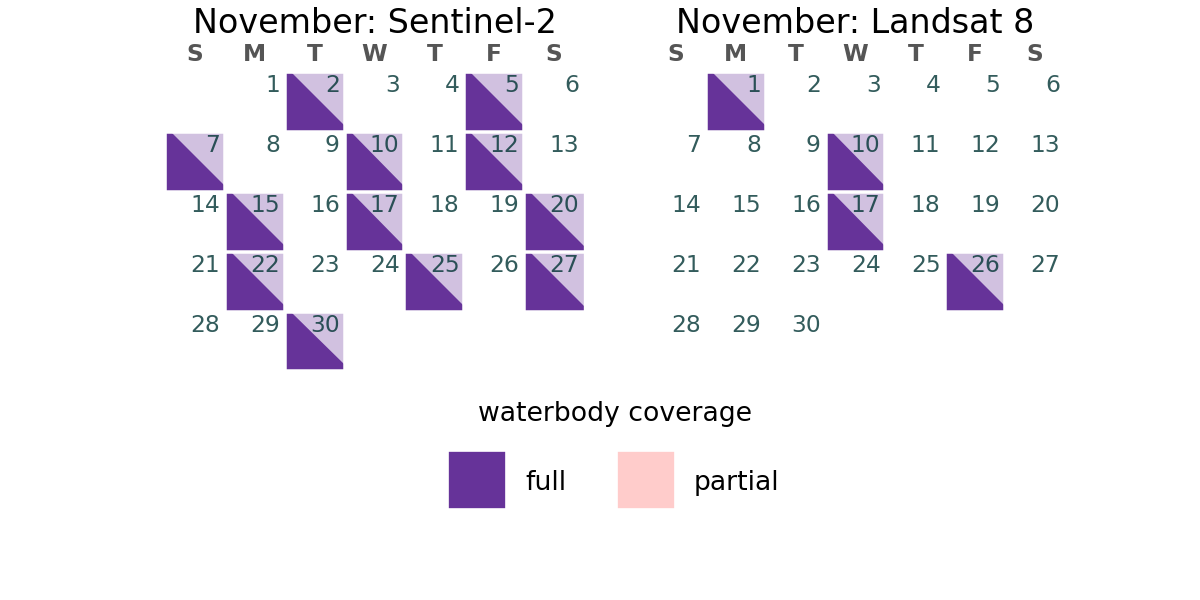 November: Sentinel-2
S M T W T F S
1 2 3 4 5 6
7 8 9 10 11 12 13
14 15 16 17 18 19 20
21 22 23 24 25 26 27
28 29 30
November: Landsat 8
S M T W T F S
1 2 3 4 5 6
7 8 9 10 11 12 13
14 15 16 17 18 19 20
21 22 23 24 25 26 27
28 29 30
waterbody coverage
full partial